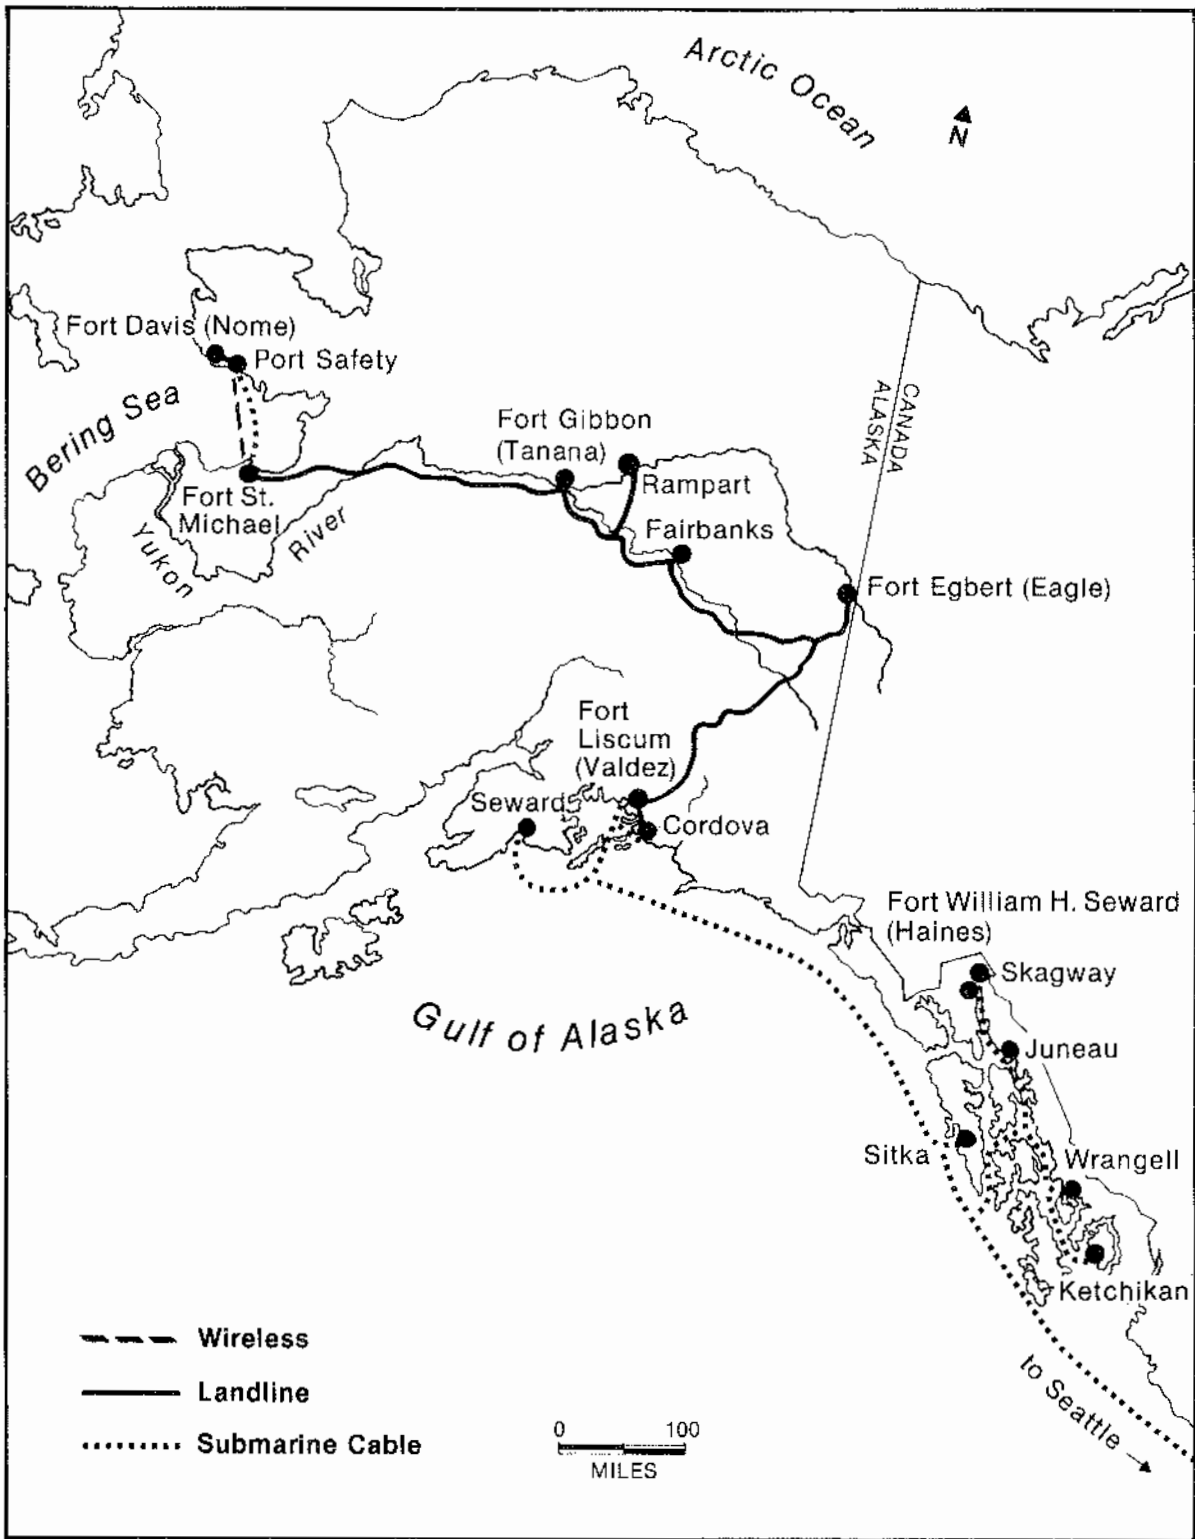 Arctic Ocean
N
Fort Davis (Nome)
Port Safety
Bering Sea
CANADA
ALASKA
Fort Gibbon
(Tanana)
Rampart
Fort St.
Michael
Yukon
River
Fairbanks
Fort Egbert (Eagle)
Fort
Liscum
(Valdez)
Seward
Cordova
Fort William H. Seward
(Haines)
Skagway
Gulf of Alaska
Juneau
Sitka
Wrangell
Ketchikan
to Seattle
Wireless
Landline
Submarine Cable
0 100
MILES